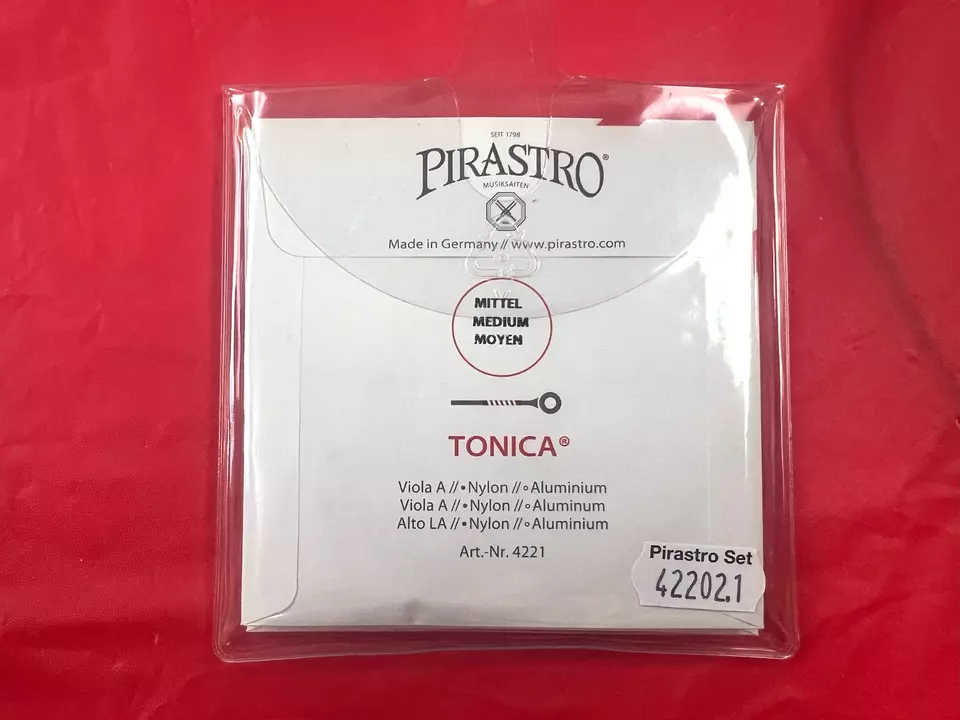 SEIT 1798
PIRASTRO®
MUSIKSAITEN
Made in Germany // www.pirastro.com
MITTEL
MEDIUM
MOYEN
TONICA®
Viola A // • Nylon // ∘ Aluminium
Viola A // • Nylon // ∘ Aluminum
Alto LA // • Nylon // ∘ Aluminium
Art.-Nr. 4221
Pirastro Set
42202.1